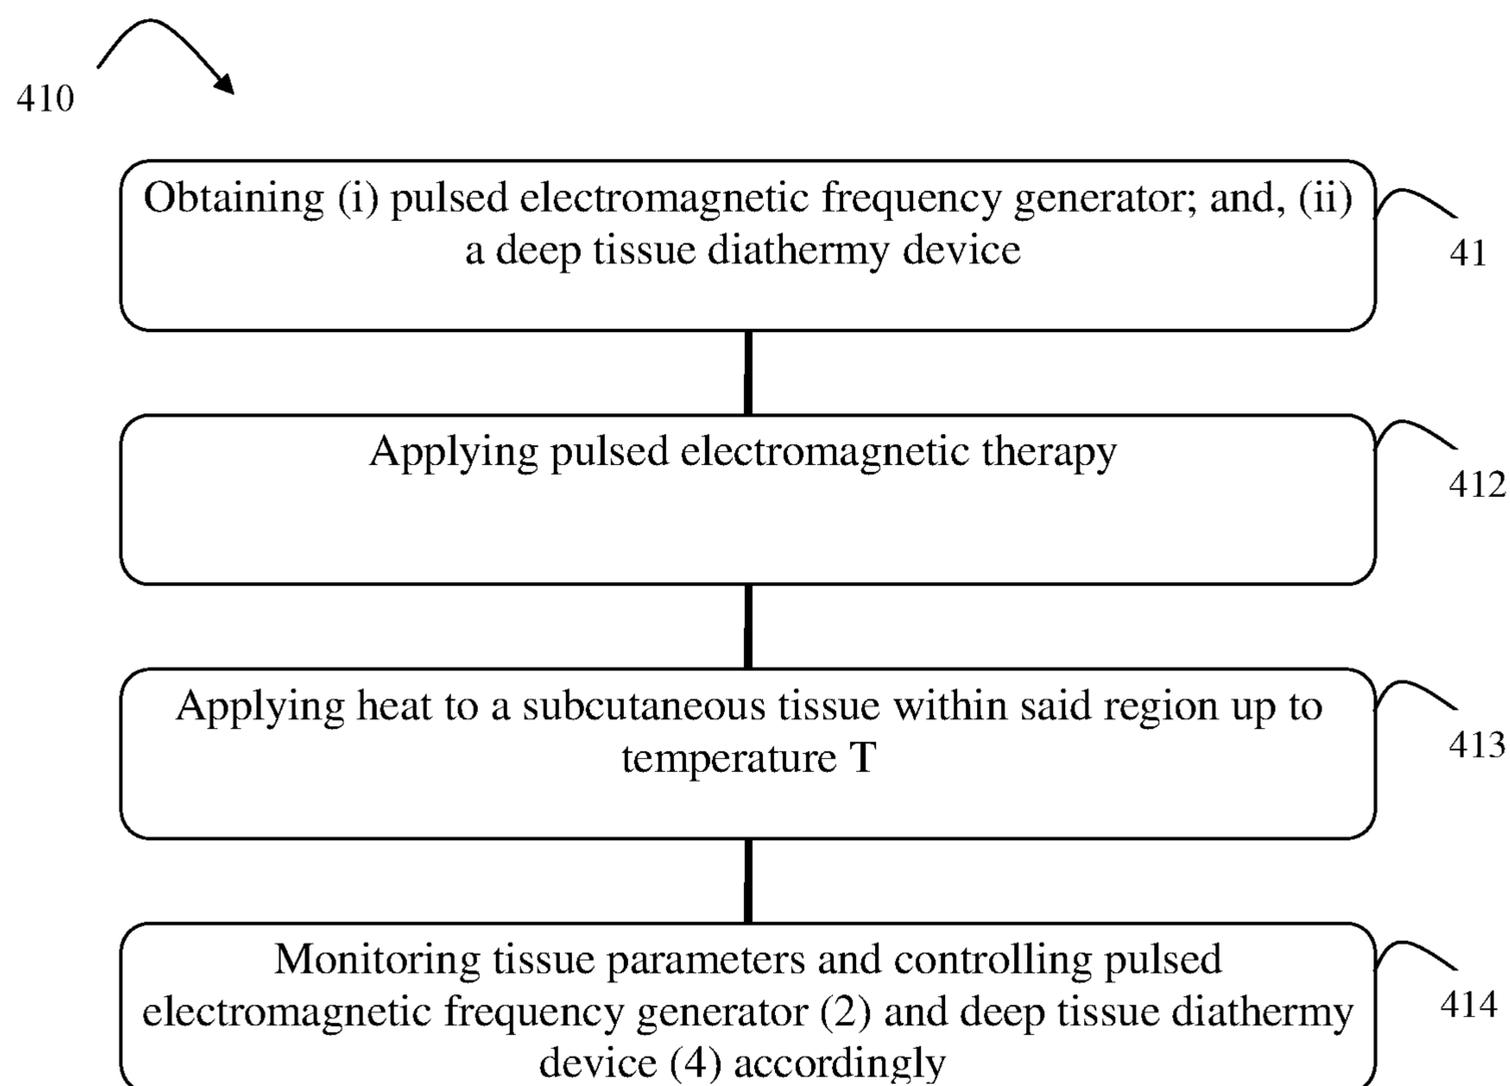 410
Obtaining (i) pulsed electromagnetic frequency generator; and, (ii)
a deep tissue diathermy device
41
Applying pulsed electromagnetic therapy
412
Applying heat to a subcutaneous tissue within said region up to
temperature T
413
Monitoring tissue parameters and controlling pulsed
electromagnetic frequency generator (2) and deep tissue diathermy
device (4) accordingly
414